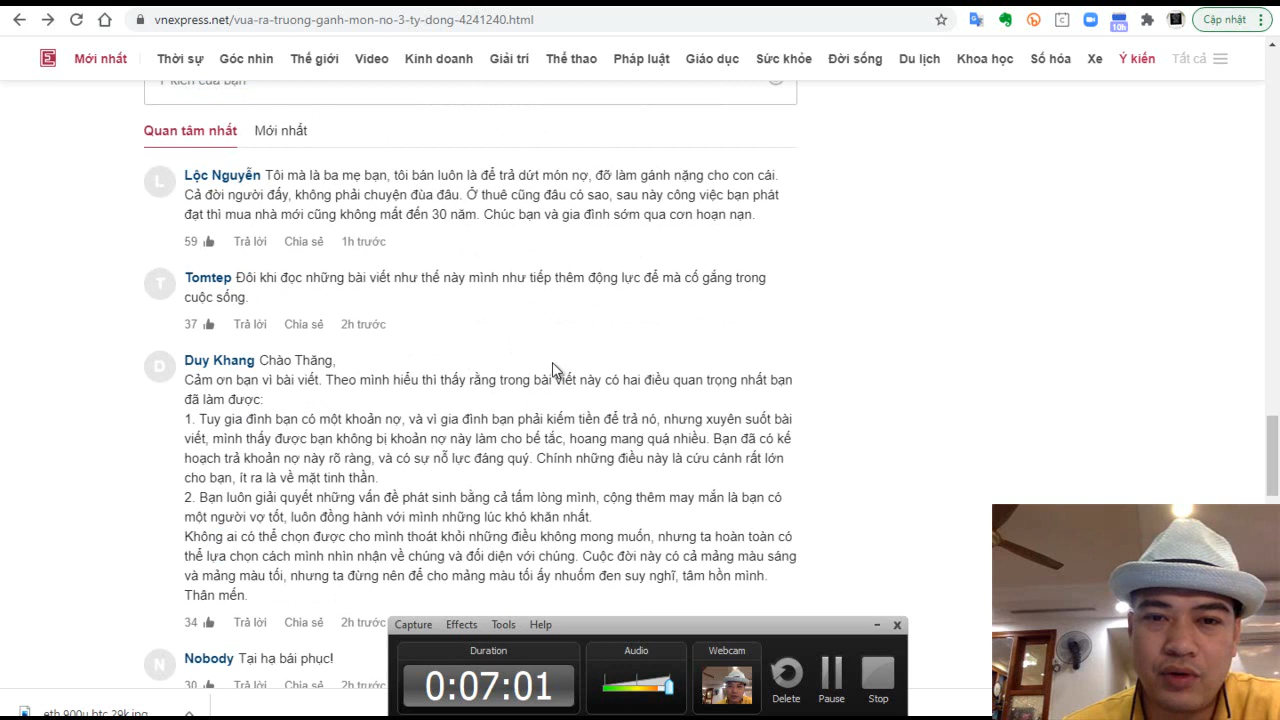 vnexpress.net/vua-ra-truong-ganh-mon-no-3-ty-dong-4241240.html
10h
Cập nhật
Mới nhất Thời sự Góc nhìn Thế giới Video Kinh doanh Giải trí Thể thao Pháp luật Giáo dục Sức khỏe Đời sống Du lịch Khoa học Số hóa Xe Ý kiến Tất cả
Ý kiến của bạn
Quan tâm nhất Mới nhất
L Lộc Nguyễn Tôi mà là ba mẹ bạn, tôi bán luôn là để trả dứt món nợ, đỡ làm gánh nặng cho con cái.
Cả đời người đấy, không phải chuyện đùa đâu. Ở thuê cũng đâu có sao, sau này công việc bạn phát
đạt thì mua nhà mới cũng không mất đến 30 năm. Chúc bạn và gia đình sớm qua cơn hoạn nạn.
59 Trả lời Chia sẻ 1h trước
T Tomtep Đôi khi đọc những bài viết như thế này mình như tiếp thêm động lực để mà cố gắng trong
cuộc sống.
37 Trả lời Chia sẻ 2h trước
D Duy Khang Chào Thăng,
Cảm ơn bạn vì bài viết. Theo mình hiểu thì thấy rằng trong bài viết này có hai điều quan trọng nhất bạn
đã làm được:
1. Tuy gia đình bạn có một khoản nợ, và vì gia đình bạn phải kiếm tiền để trả nó, nhưng xuyên suốt bài
viết, mình thấy được bạn không bị khoản nợ này làm cho bế tắc, hoang mang quá nhiều. Bạn đã có kế
hoạch trả khoản nợ này rõ ràng, và có sự nỗ lực đáng quý. Chính những điều này là cứu cánh rất lớn
cho bạn, ít ra là về mặt tinh thần.
2. Bạn luôn giải quyết những vấn đề phát sinh bằng cả tấm lòng mình, cộng thêm may mắn là bạn có
một người vợ tốt, luôn đồng hành với mình những lúc khó khăn nhất.
Không ai có thể chọn được cho mình thoát khỏi những điều không mong muốn, nhưng ta hoàn toàn có
thể lựa chọn cách mình nhìn nhận về chúng và đối diện với chúng. Cuộc đời này có cả mảng màu sáng
và mảng màu tối, nhưng ta đừng nên để cho mảng màu tối ấy nhuốm đen suy nghĩ, tâm hồn mình.
Thân mến.
34 Trả lời Chia sẻ 2h trước
N Nobody Tại hạ bái phục!
30 Trả lời Chia sẻ 2h trước
Capture Effects Tools Help
Duration Audio Webcam
0:07:01
Delete Pause Stop
eth 900u btc 29k.png